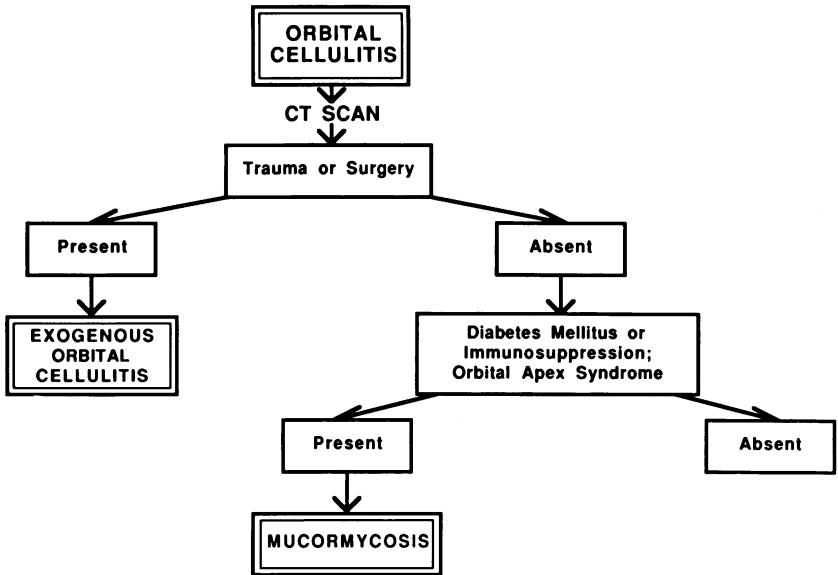 ORBITAL
CELLULITIS
CT SCAN
Trauma or Surgery
Present
Absent
EXOGENOUS
ORBITAL
CELLULITIS
Diabetes Mellitus or
Immunosuppression;
Orbital Apex Syndrome
Present
Absent
MUCORMYCOSIS